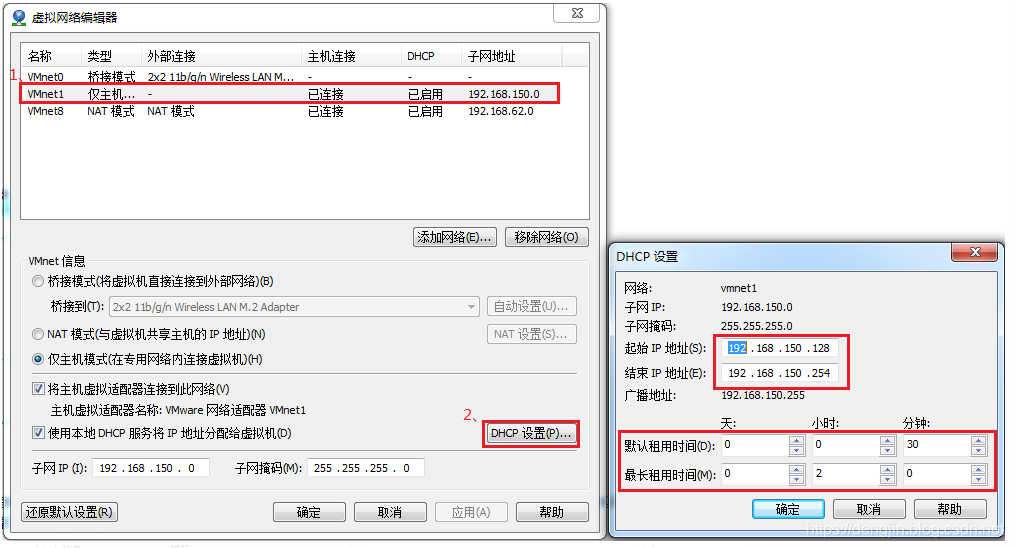 虚拟网络编辑器
名称 类型 外部连接 主机连接 DHCP 子网地址
VMnet0 桥接模式 2x2 11b/g/n Wireless LAN M... - - -
1、
VMnet1 仅主机... - 已连接 已启用 192.168.150.0
VMnet8 NAT 模式 NAT 模式 已连接 已启用 192.168.62.0
添加网络(E)... 移除网络(O)
VMnet 信息
桥接模式(将虚拟机直接连接到外部网络)(B)
桥接到(T): 2x2 11b/g/n Wireless LAN M.2 Adapter 自动设置(U)...
NAT 模式(与虚拟机共享主机的 IP 地址)(N) NAT 设置(S)...
仅主机模式(在专用网络内连接虚拟机)(H)
将主机虚拟适配器连接到此网络(V)
主机虚拟适配器名称: VMware 网络适配器 VMnet1
2、
使用本地 DHCP 服务将 IP 地址分配给虚拟机(D) DHCP 设置(P)...
子网 IP (I): 192 .168 .150 . 0 子网掩码(M): 255 .255 .255 . 0
还原默认设置(R) 确定 取消 应用(A) 帮助
DHCP 设置
网络: vmnet1
子网 IP: 192.168.150.0
子网掩码: 255.255.255.0
起始 IP 地址(S): 192 .168 .150 .128
结束 IP 地址(E): 192 .168 .150 .254
广播地址: 192.168.150.255
天: 小时: 分钟:
默认租用时间(D): 0 0 30
最长租用时间(M): 0 2 0
确定 取消 帮助
https://dengjin.blog.csdn.net